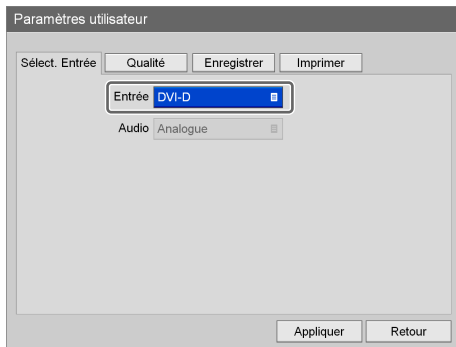 Paramètres utilisateur
Sélect. Entrée Qualité Enregistrer Imprimer
Entrée DVI-D
Audio Analogue
Appliquer Retour